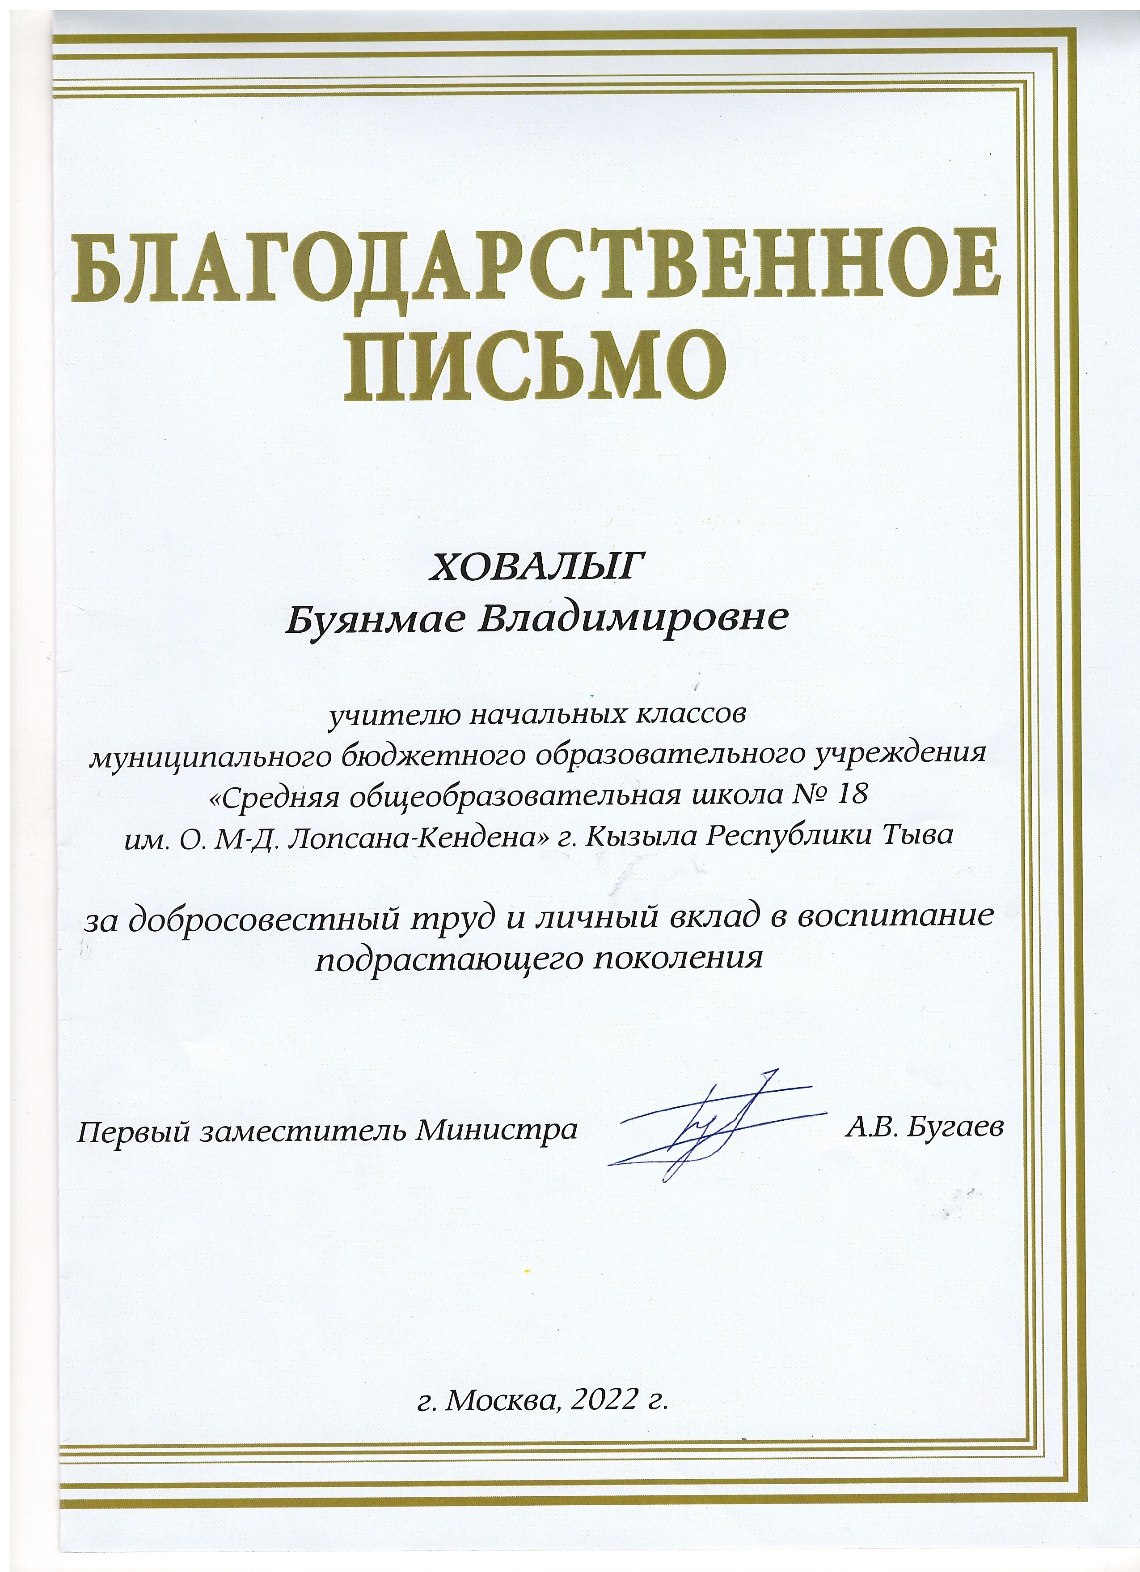 БЛАГОДАРСТВЕННОЕ
ПИСЬМО
ХОВАЛЫГ
Буянмае Владимировне
учителю начальных классов
муниципального бюджетного образовательного учреждения
«Средняя общеобразовательная школа № 18
им. О. М-Д. Лопсана-Кендена» г. Кызыла Республики Тыва
за добросовестный труд и личный вклад в воспитание
подрастающего поколения
Первый заместитель Министра А.В. Бугаев
г. Москва, 2022 г.